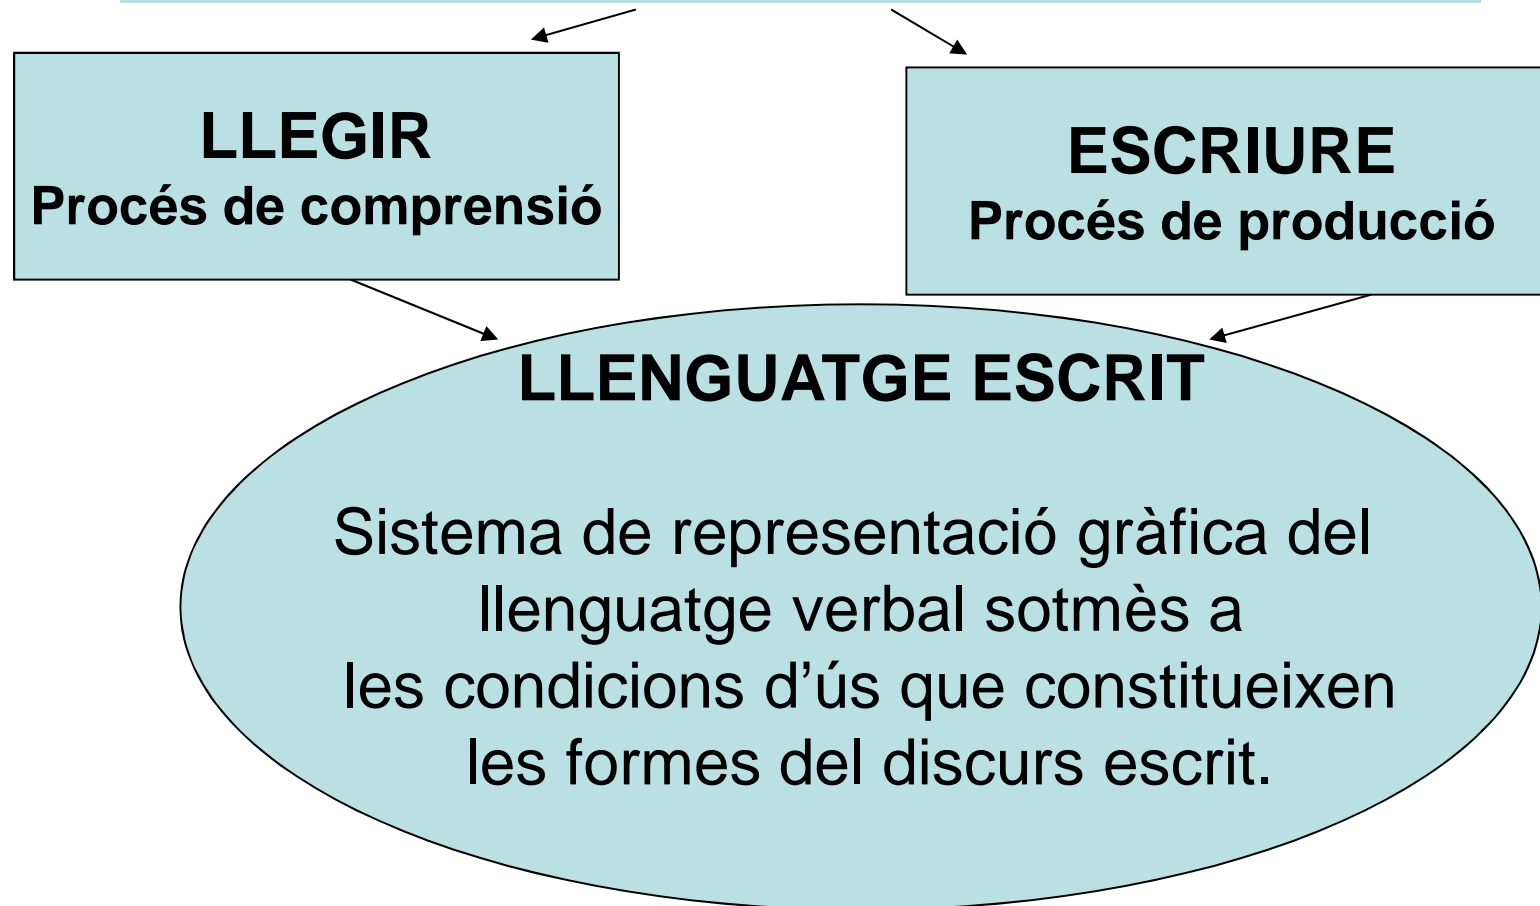 LLEGIR
Procés de comprensió
ESCRIURE
Procés de producció
LLENGUATGE ESCRIT
Sistema de representació gràfica del
llenguatge verbal sotmès a
les condicions d’ús que constitueixen
les formes del discurs escrit.